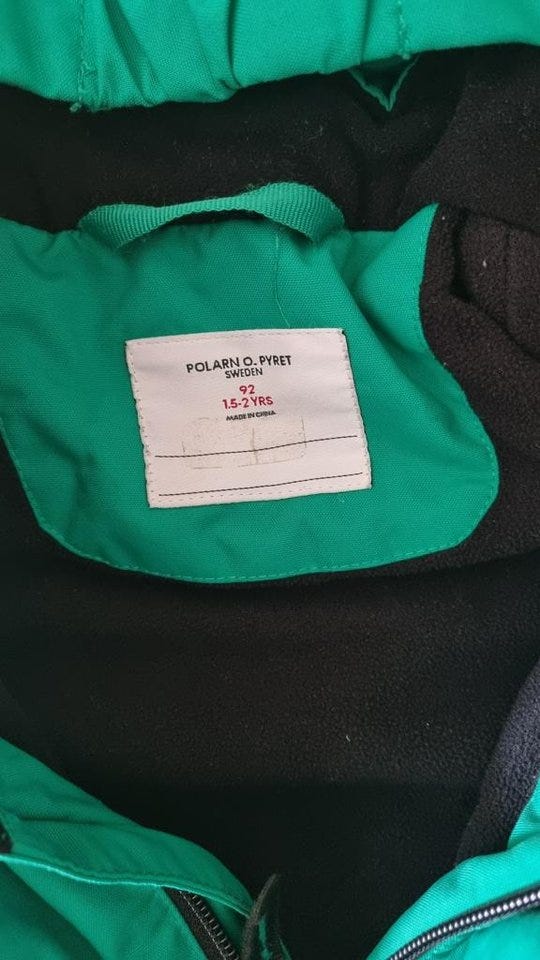 POLARN O. PYRET
SWEDEN
92
1.5-2 YRS
MADE IN CHINA